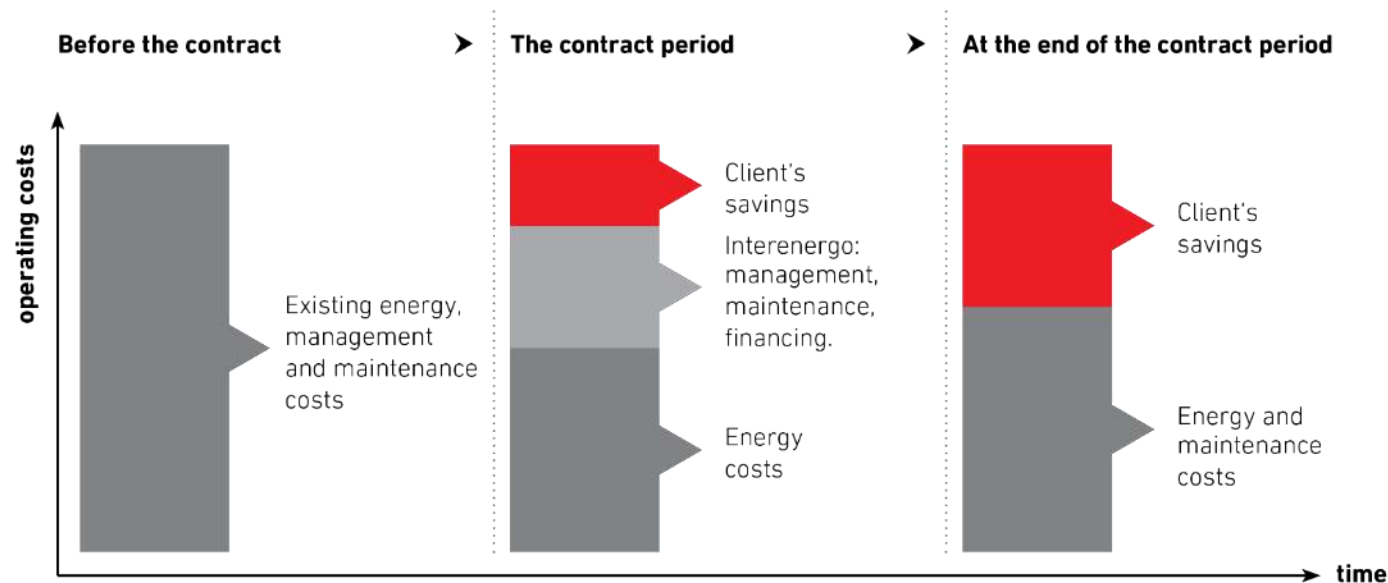 Before the contract
The contract period
At the end of the contract period
operating costs
Existing energy,
management
and maintenance
costs
Client's
savings
Interenergo:
management,
maintenance,
financing.
Energy
costs
Client's
savings
Energy and
maintenance
costs
time